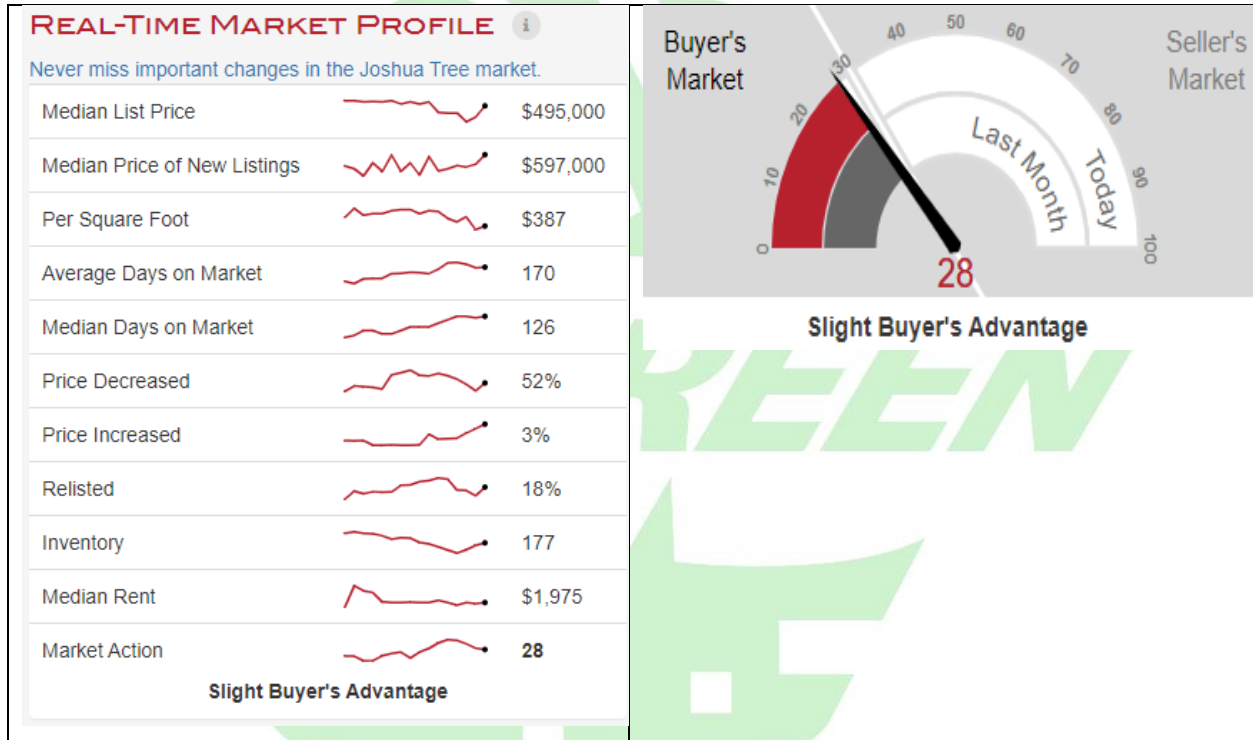 REAL-TIME MARKET PROFILE i
Never miss important changes in the Joshua Tree market.
Median List Price $495,000
Median Price of New Listings $597,000
Per Square Foot $387
Average Days on Market 170
Median Days on Market 126
Price Decreased 52%
Price Increased 3%
Relisted 18%
Inventory 177
Median Rent $1,975
Market Action 28
Slight Buyer's Advantage
Buyer's
Market
Seller's
Market
0
10
20
30
40
50
60
70
80
90
100
Last Month
Today
28
Slight Buyer's Advantage
REEN